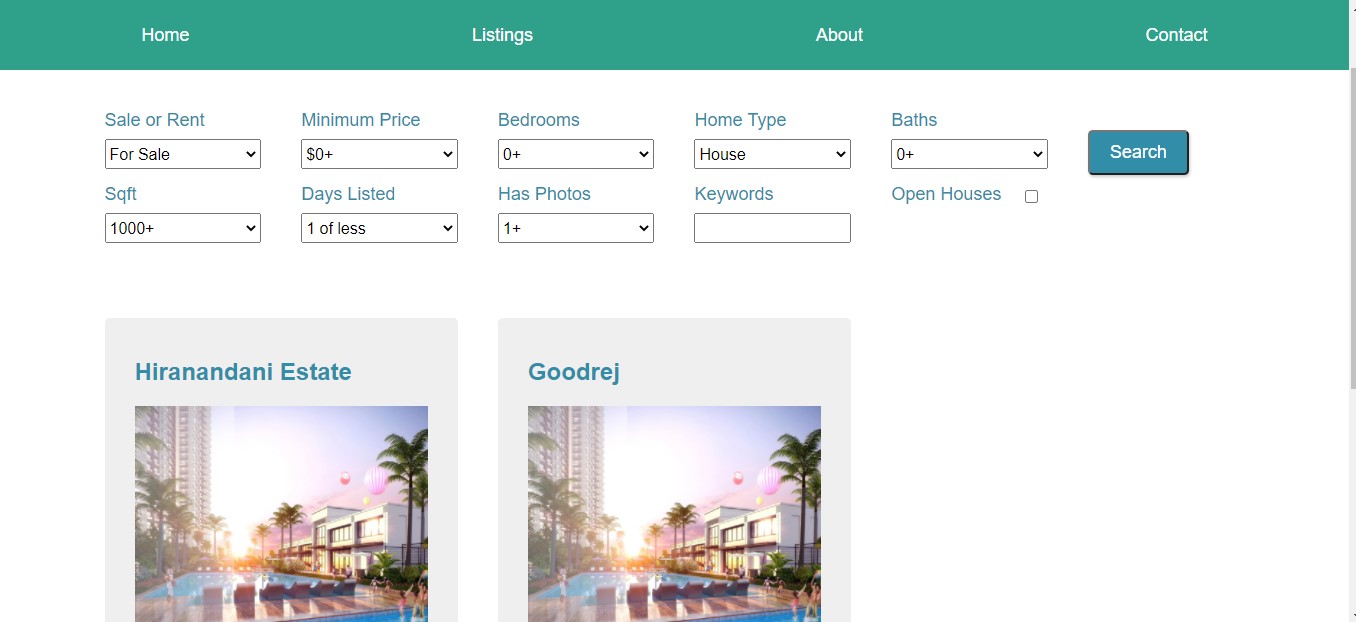 Home Listings About Contact
Sale or Rent Minimum Price Bedrooms Home Type Baths
For Sale $0+ 0+ House 0+ Search
Sqft Days Listed Has Photos Keywords Open Houses
1000+ 1 of less 1+
Hiranandani Estate Goodrej